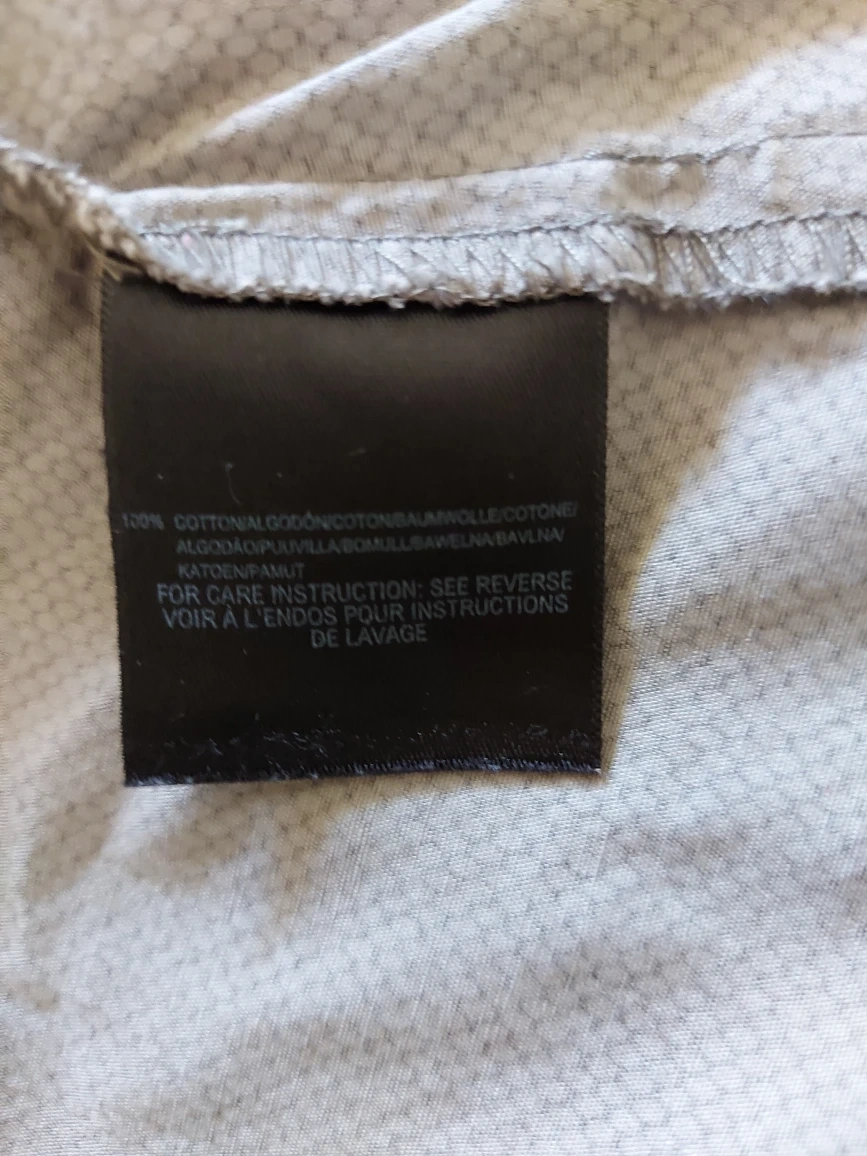 100% COTTON/ALGODÓN/COTON/BAUMWOLLE/COTONE/
ALGODÃO/PUUVILLA/BOMULL/BAWELNA/BAVLNA/
KATOEN/PAMUT
FOR CARE INSTRUCTION: SEE REVERSE
VOIR À L'ENDOS POUR INSTRUCTIONS
DE LAVAGE